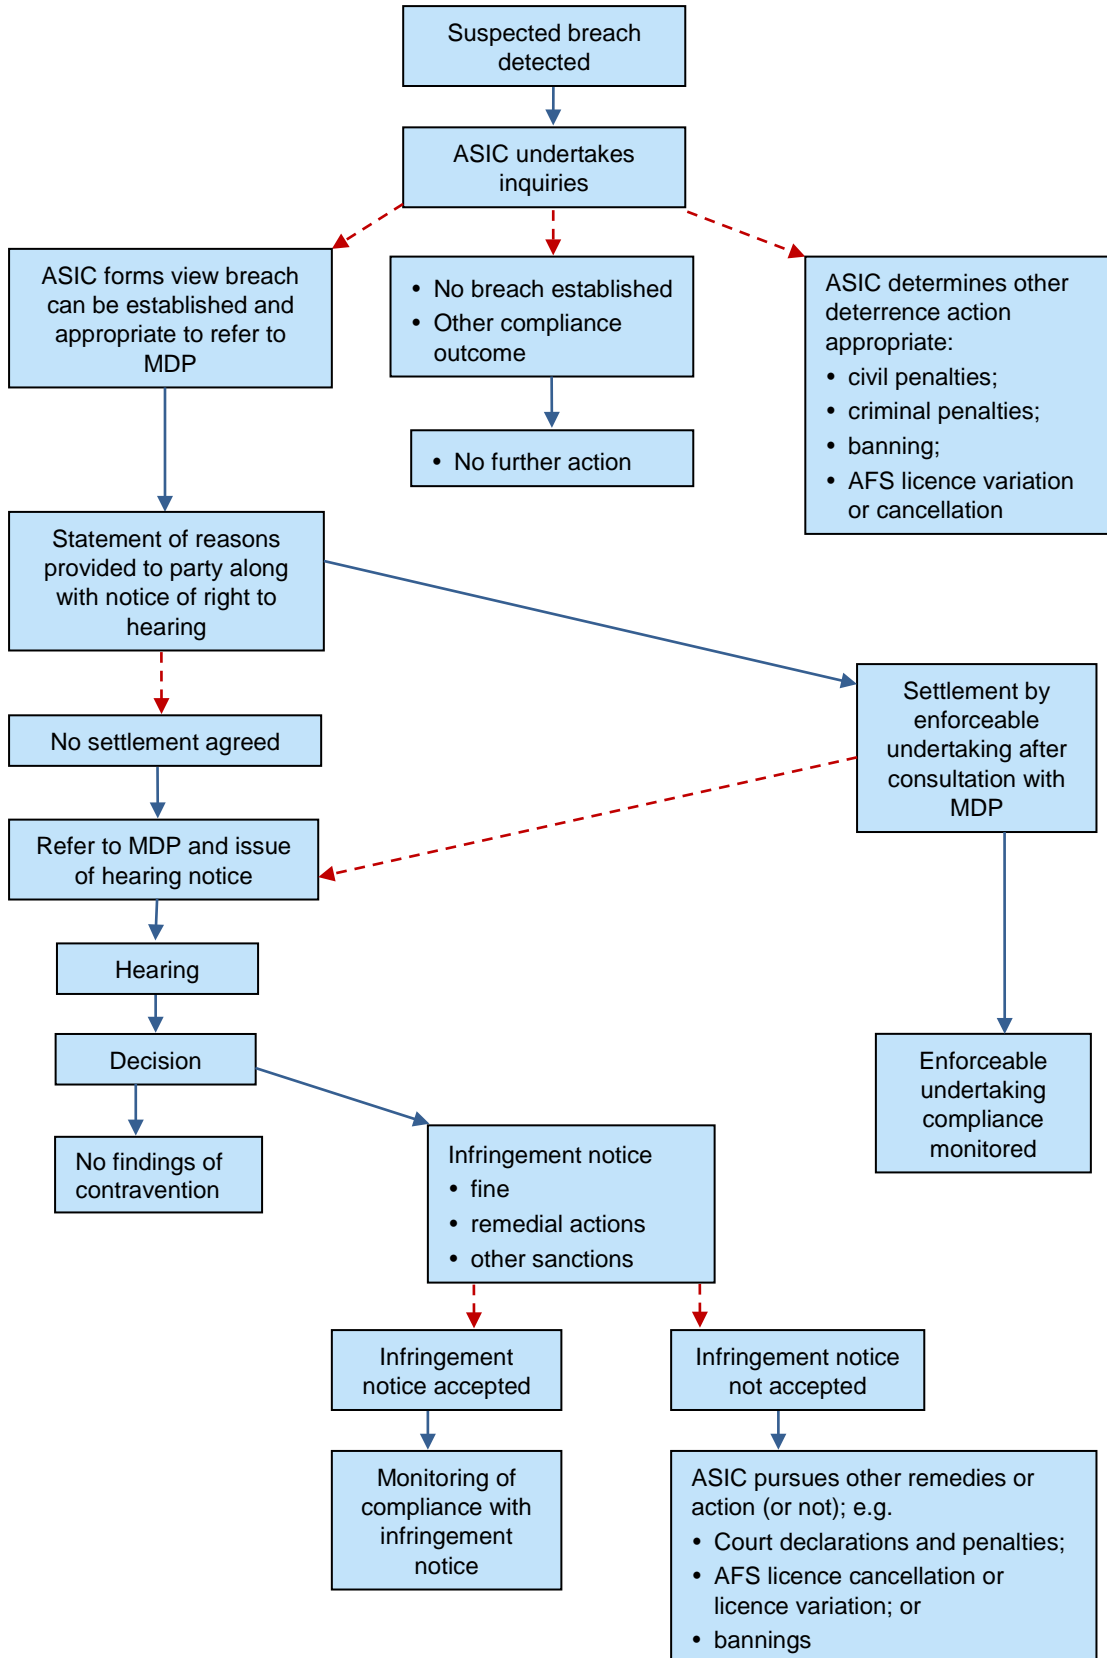 Suspected breach
detected
ASIC undertakes
inquiries
ASIC forms view breach
can be established and
appropriate to refer to
MDP
• No breach established
• Other compliance
outcome
ASIC determines other
deterrence action
appropriate:
• civil penalties;
• criminal penalties;
• banning;
• AFS licence variation
or cancellation
• No further action
Statement of reasons
provided to party along
with notice of right to
hearing
Settlement by
enforceable
undertaking after
consultation with
MDP
No settlement agreed
Refer to MDP and issue
of hearing notice
Hearing
Decision
Enforceable
undertaking
compliance
monitored
No findings of
contravention
Infringement notice
• fine
• remedial actions
• other sanctions
Infringement
notice accepted
Infringement notice
not accepted
Monitoring of
compliance with
infringement
notice
ASIC pursues other remedies or
action (or not); e.g.
• Court declarations and penalties;
• AFS licence cancellation or
licence variation; or
• bannings